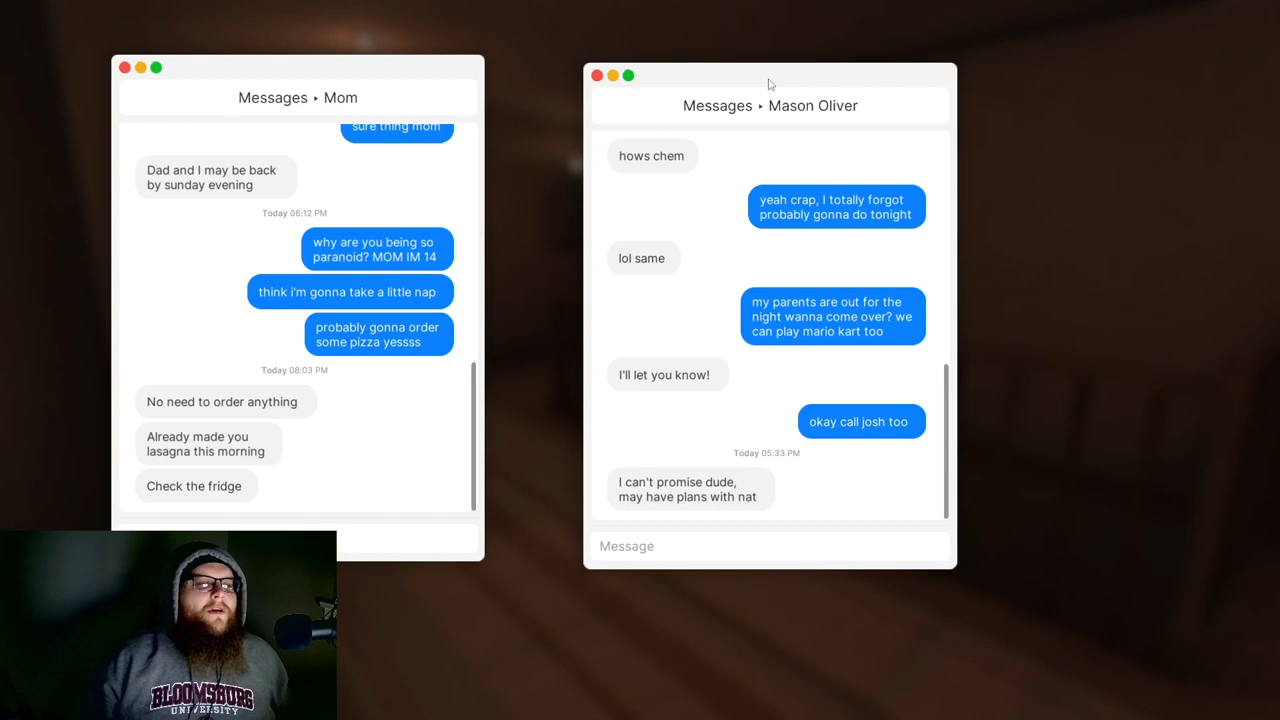 Messages ▸ Mom
sure thing mom
Dad and I may be back
by sunday evening
Today 06:12 PM
why are you being so
paranoid? MOM IM 14
think i'm gonna take a little nap
probably gonna order
some pizza yessss
Today 08:03 PM
No need to order anything
Already made you
lasagna this morning
Check the fridge
Messages ▸ Mason Oliver
hows chem
yeah crap, I totally forgot
probably gonna do tonight
lol same
my parents are out for the
night wanna come over? we
can play mario kart too
I'll let you know!
okay call josh too
Today 05:33 PM
I can't promise dude,
may have plans with nat
Message
BLOOMSBURG
UNIVERSITY